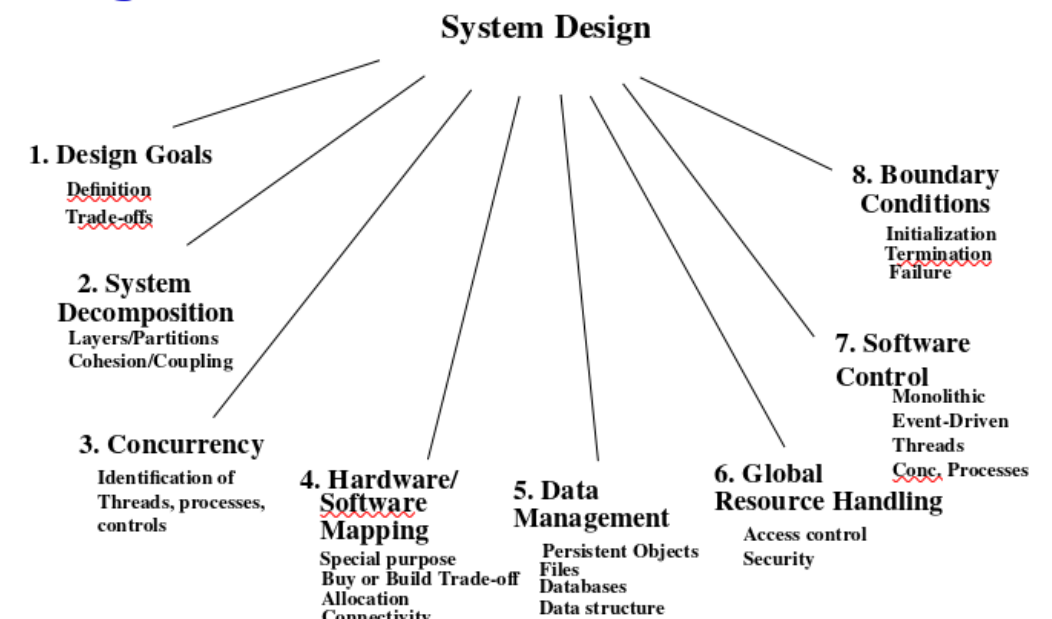 System Design
1. Design Goals
Definition
Trade-offs
2. System
Decomposition
Layers/Partitions
Cohesion/Coupling
3. Concurrency
Identification of
Threads, processes,
controls
4. Hardware/
Software
Mapping
Special purpose
Buy or Build Trade-off
Allocation
Connectivity
5. Data
Management
Persistent Objects
Files
Databases
Data structure
6. Global
Resource Handling
Access control
Security
7. Software
Control
Monolithic
Event-Driven
Threads
Conc. Processes
8. Boundary
Conditions
Initialization
Termination
Failure